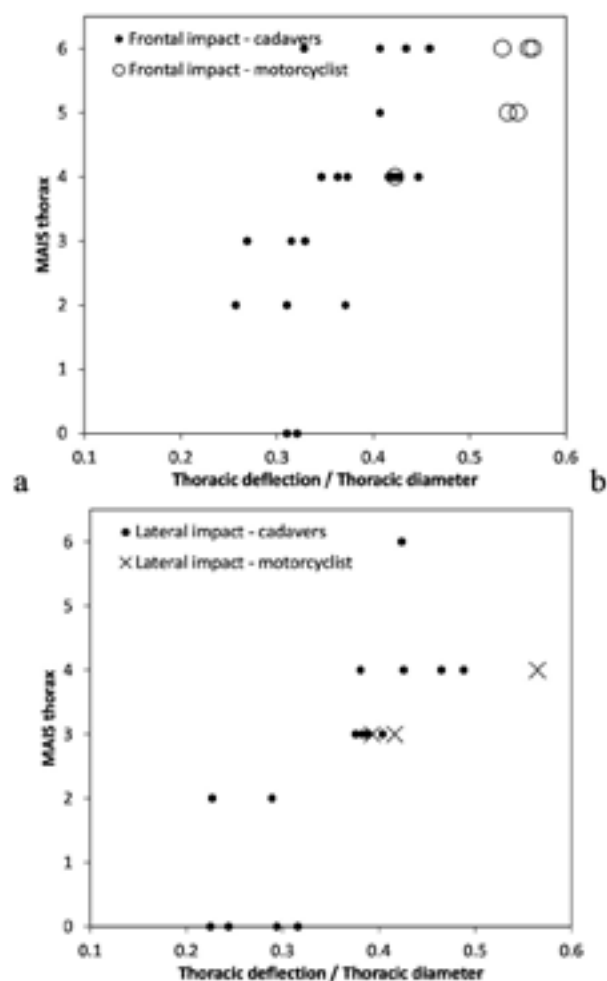 6
5
4
3
2
1
0
MAIS thorax
Frontal impact - cadavers
Frontal impact - motorcyclist
0.1 0.2 0.3 0.4 0.5 0.6
Thoracic deflection / Thoracic diameter
a b
6
5
4
3
2
1
0
MAIS thorax
Lateral impact - cadavers
Lateral impact - motorcyclist
0.1 0.2 0.3 0.4 0.5 0.6
Thoracic deflection / Thoracic diameter